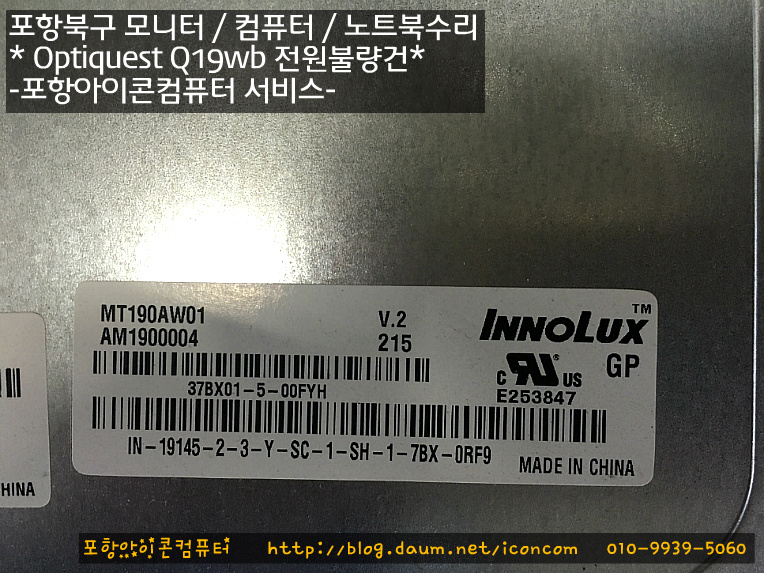 포항북구 모니터 / 컴퓨터 / 노트북수리
* Optiquest Q19wb 전원불량건*
-포항아이콘컴퓨터 서비스-
MT190AW01 V.2 INNOLUX™
AM1900004 215
C UR® US GP
37BX01-5-00FYH E253847
IN-19145-2-3-Y-SC-1-SH-1-7BX-0RF9 MADE IN CHINA
HINA
포항아이콘컴퓨터 http://blog.daum.net/iconcom 010-9939-5060